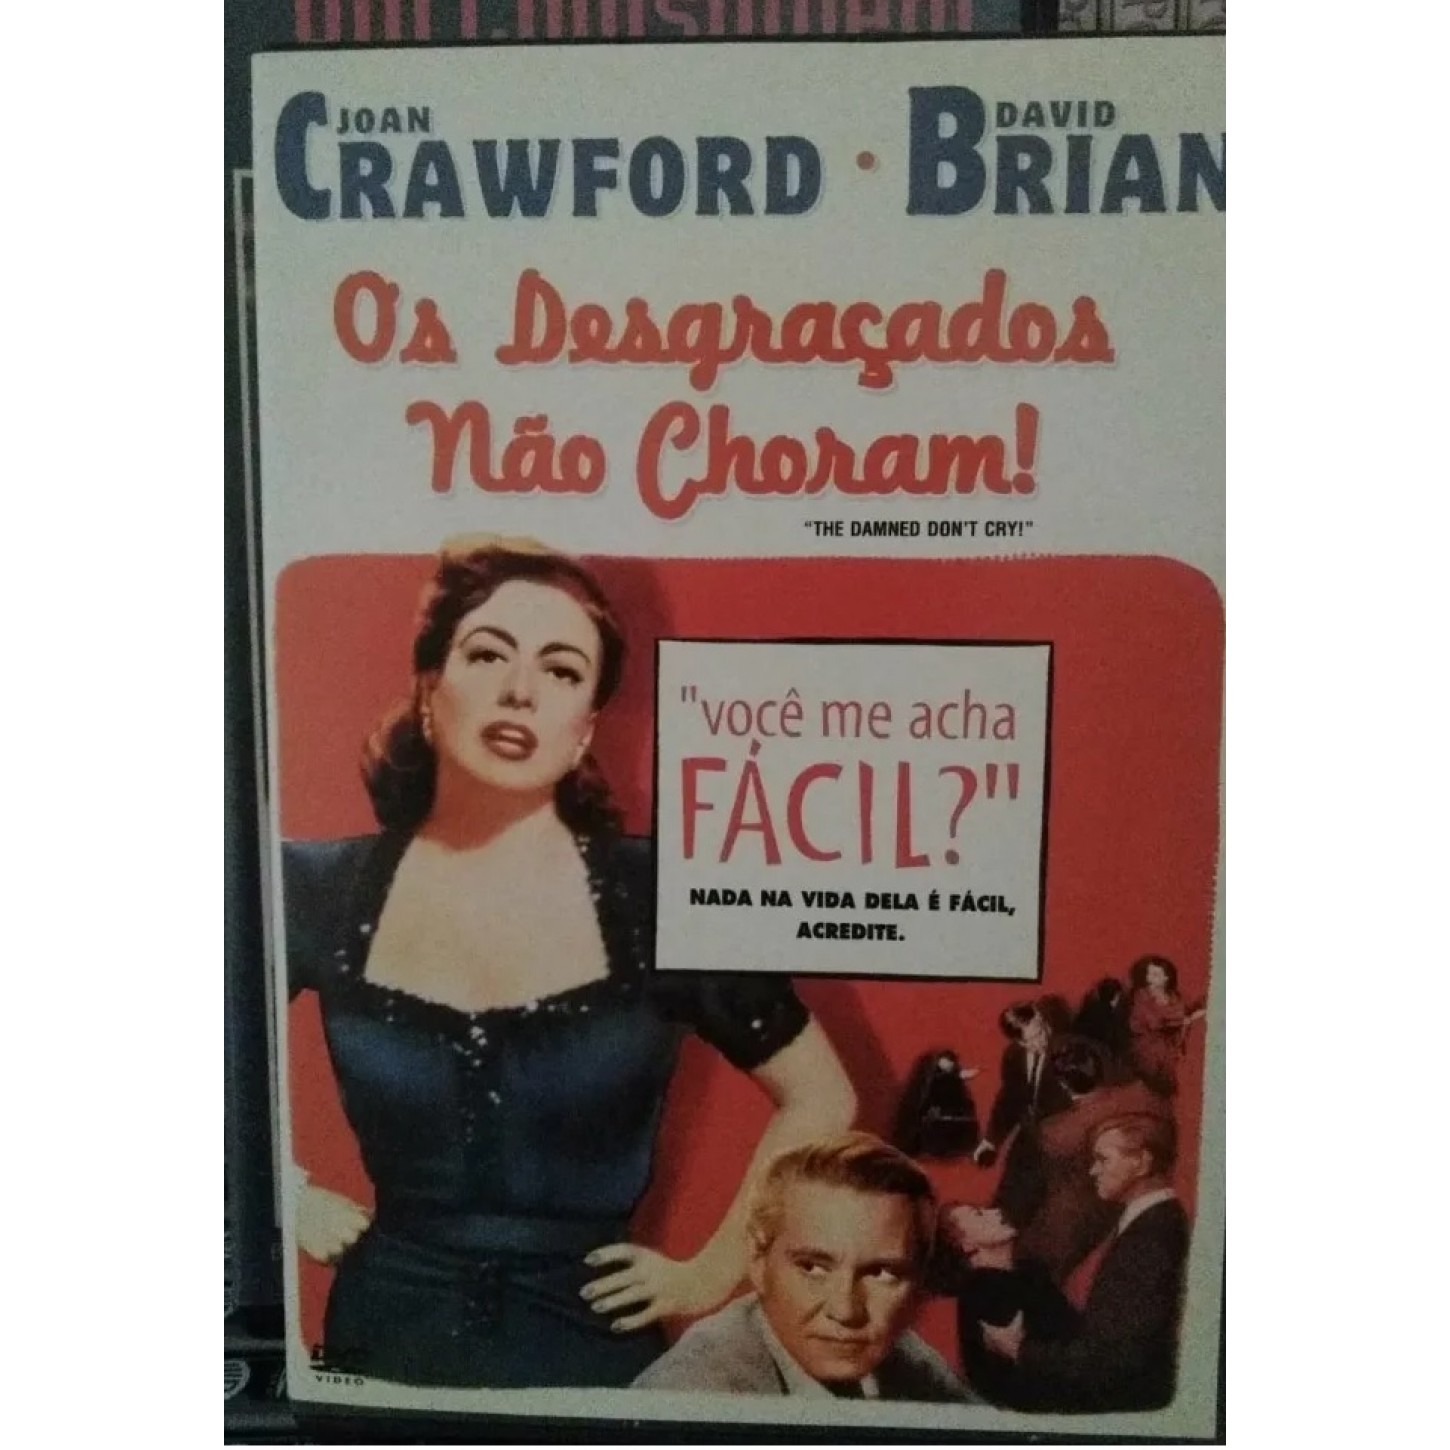 JOAN DAVID
CRAWFORD • BRIAN
Os Desgraçados
Não Choram!
"THE DAMNED DON'T CRY!"
"você me acha
FÁCIL?"
NADA NA VIDA DELA É FÁCIL,
ACREDITE.
VIDEO